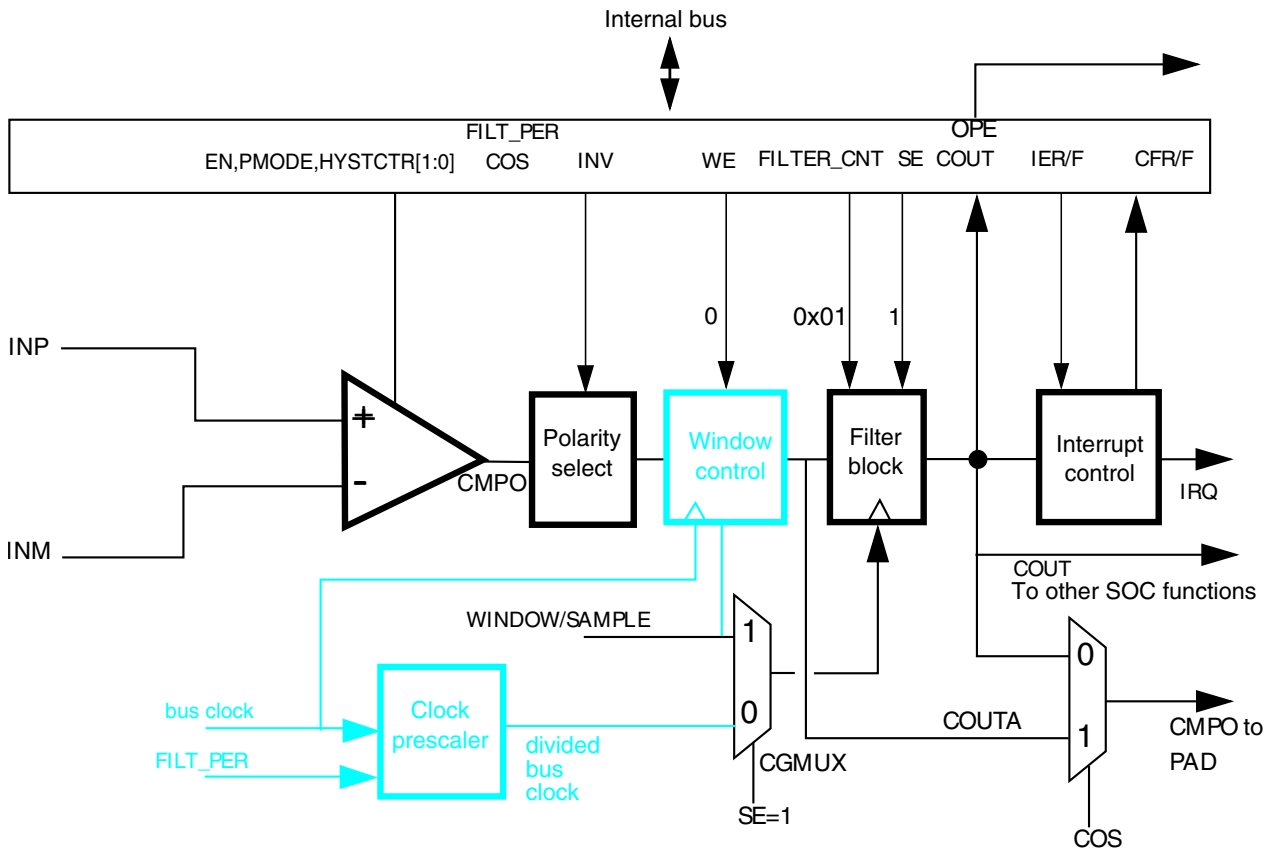 Internal bus
FILT_PER
OPE
EN,PMODE,HYSTCTR[1:0]
COS
INV
WE
FILTER_CNT
SE
COUT
IER/F
CFR/F
0
0x01
1
INP
+
-
INM
CMPO
Polarity
select
Window
control
Filter
block
Interrupt
control
IRQ
COUT
To other SOC functions
WINDOW/SAMPLE
1
0
0
1
bus clock
FILT_PER
Clock
prescaler
divided
bus
clock
CGMUX
SE=1
COUTA
CMPO to
PAD
COS